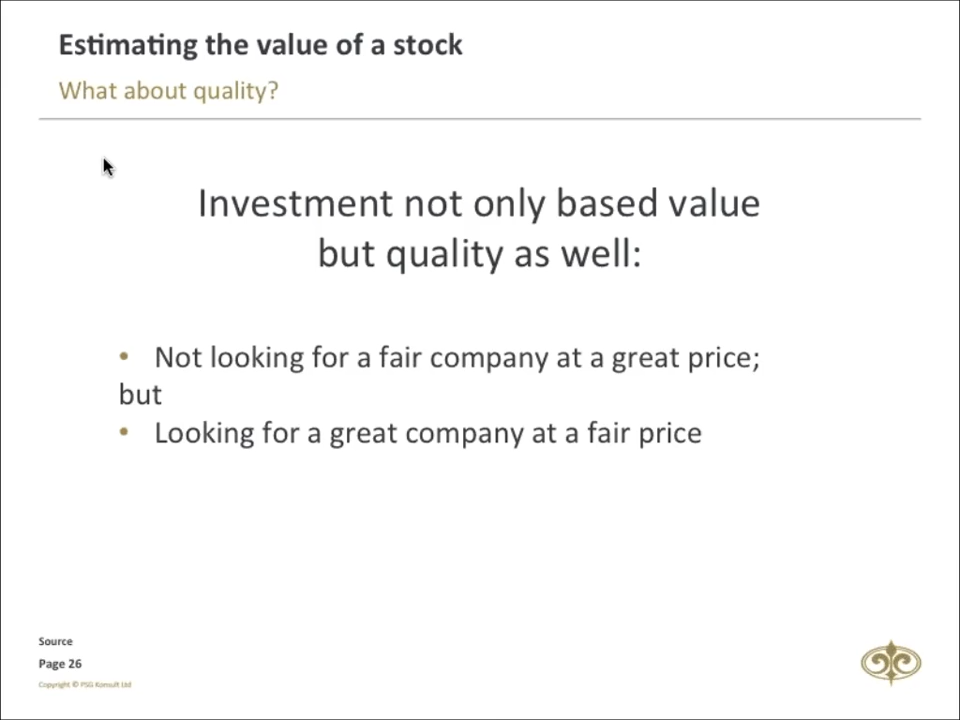 Estimating the value of a stock
What about quality?
Investment not only based value
but quality as well:
• Not looking for a fair company at a great price;
but
• Looking for a great company at a fair price
Source
Page 26
Copyright © PSG Konsult Ltd